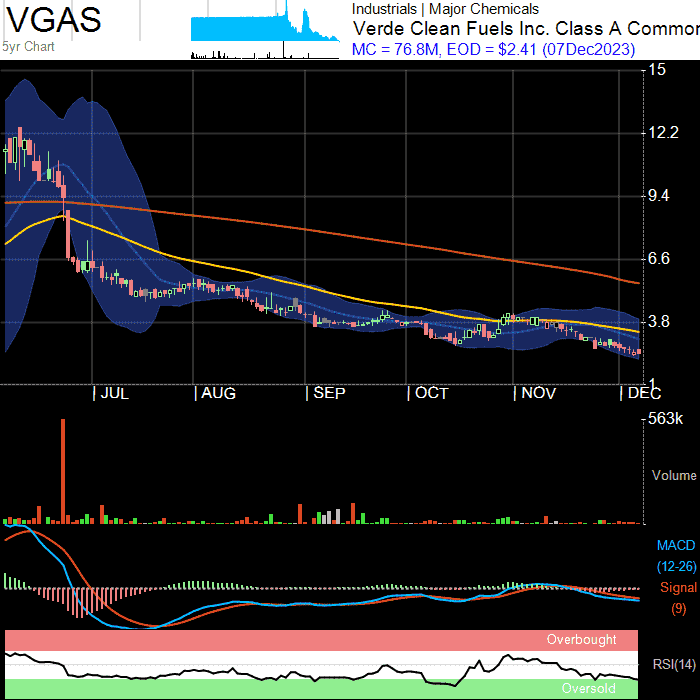 VGAS
5yr Chart
Industrials | Major Chemicals
Verde Clean Fuels Inc. Class A Common
MC = 76.8M, EOD = $2.41 (07Dec2023)
15
12.2
9.4
6.6
3.8
1
JUL
AUG
SEP
OCT
NOV
DEC
563k
Volume
MACD
(12-26)
Signal
(9)
Overbought
RSI(14)
Oversold